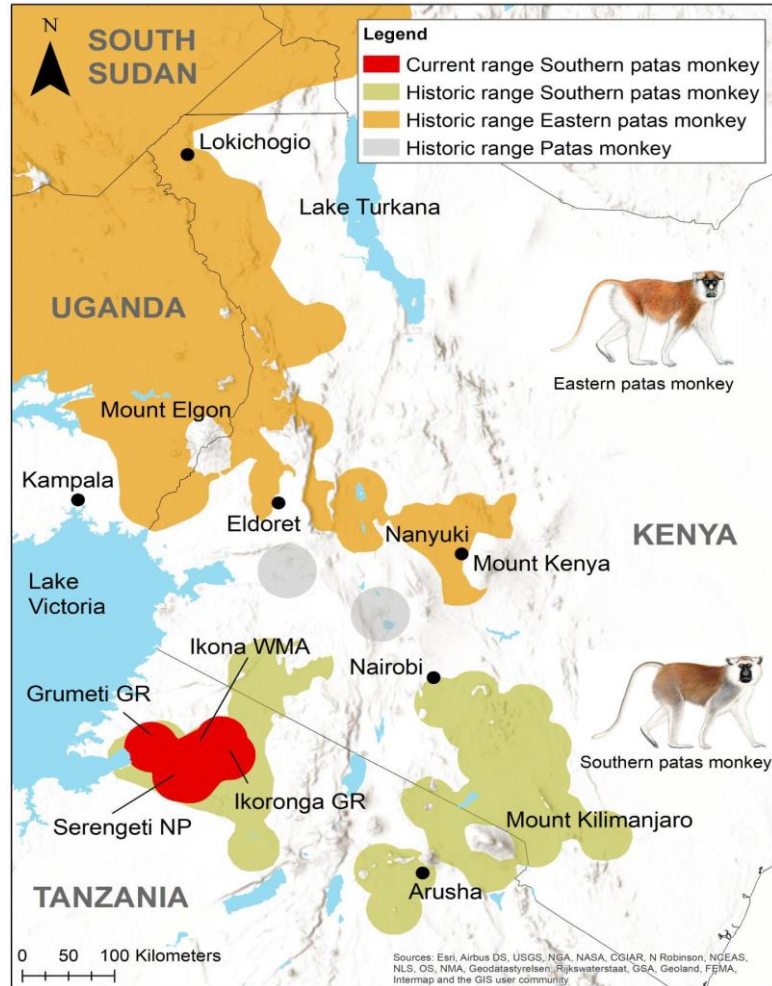 N
SOUTH
SUDAN
Legend
Current range Southern patas monkey
Historic range Southern patas monkey
Historic range Eastern patas monkey
Historic range Patas monkey
Lokichogio
Lake Turkana
UGANDA
Eastern patas monkey
Mount Elgon
Kampala
Eldoret
Nanyuki
KENYA
Mount Kenya
Lake
Victoria
Ikona WMA
Nairobi
Grumeti GR
Southern patas monkey
Ikoronga GR
Serengeti NP
Mount Kilimanjaro
TANZANIA
Arusha
0 50 100 Kilometers
Sources: Esri, Airbus DS, USGS, NGA, NASA, CGIAR, N Robinson, NCEAS,
NLS, OS, NMA, Geodatastyrelsen, Rijkswaterstaat, GSA, Geoland, FEMA,
Intermap and the GIS user community